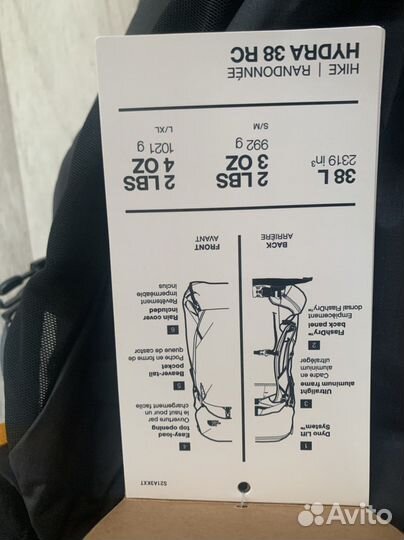 HYDRA 38 RC
HIKE | RANDONNÉE
38 L
2319 in³
2 LBS
3 OZ
992 g
S/M
2 LBS
4 OZ
1021 g
L/XL
BACK
ARRIÈRE
FRONT
AVANT
1
Dyno Lift
System™
2
FlashDry™
back panel
Emplècement
dorsal FlashDry™
3
Ultralight
aluminum frame
Cadre en
aluminium
ultraléger
4
Easy-load
top opening
Ouverture par
le haut pour un
chargement facile
5
Beaver-tail
pocket
Poche en forme de
queue de castor
6
Rain cover
included
Revêtement
imperméable
inclus
S21A3KXT
Avito